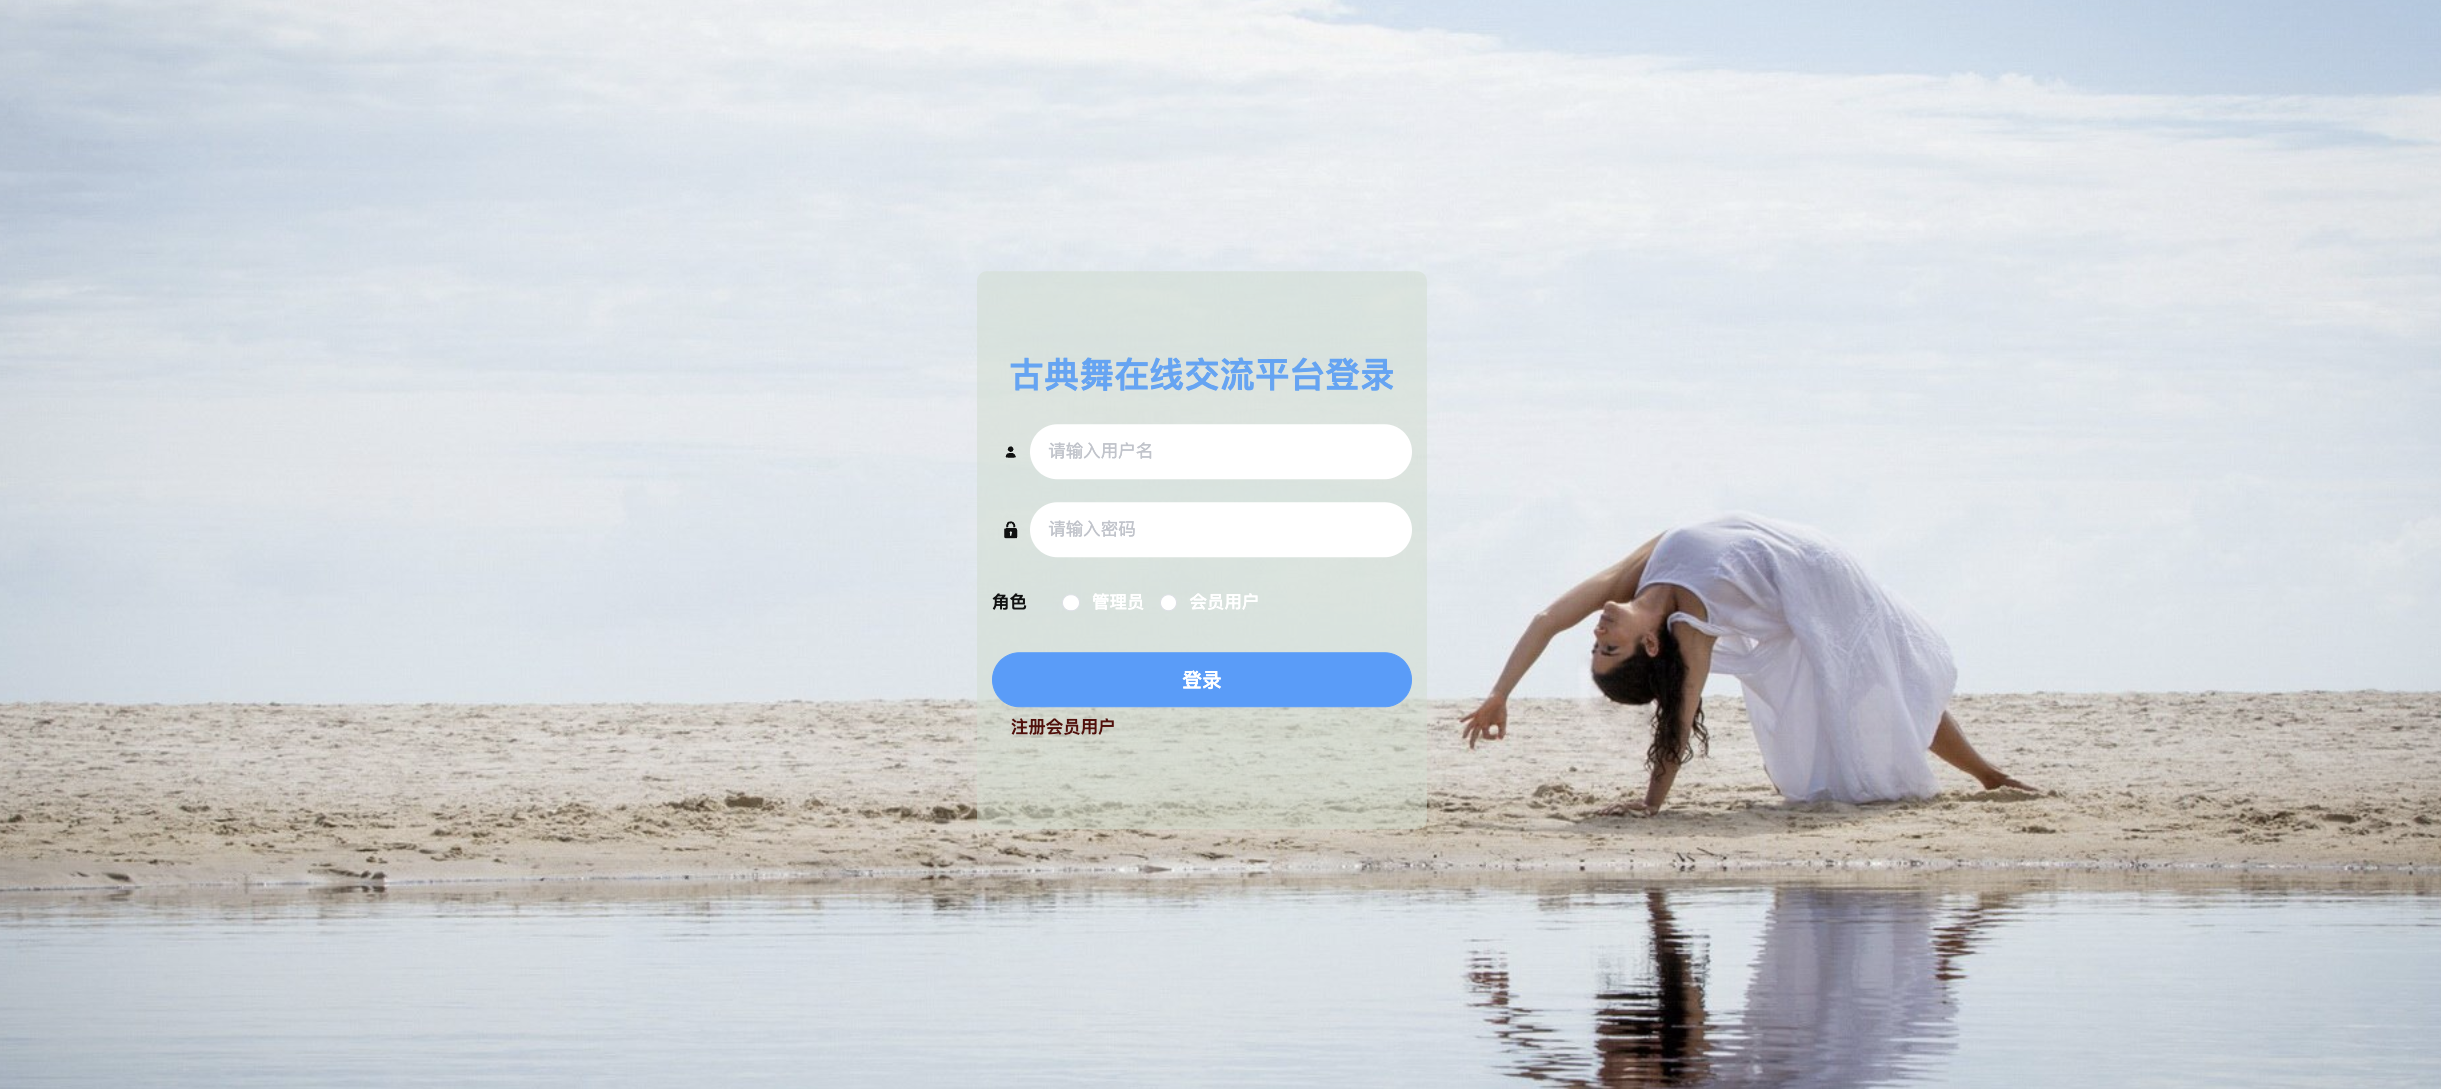 古典舞在线交流平台登录
请输入用户名
请输入密码
角色 管理员 会员用户
登录
注册会员用户